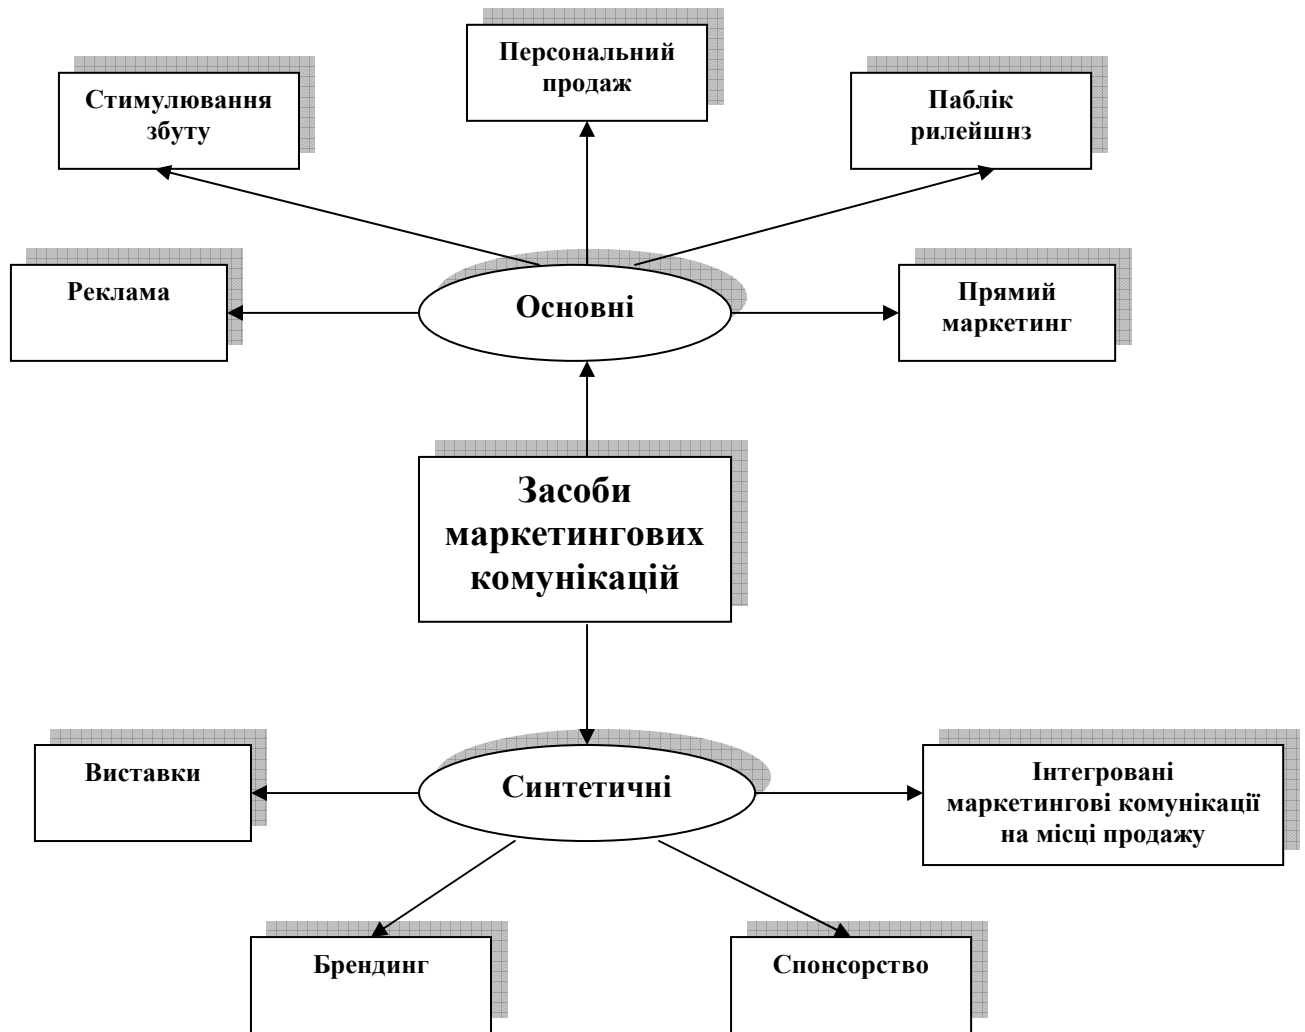 Персональний
продаж
Стимулювання
збуту
Паблік
рилейшнз
Реклама
Основні
Прямий
маркетинг
Засоби
маркетингових
комунікацій
Виставки
Синтетичні
Інтегровані
маркетингові комунікації
на місці продажу
Брендинг
Спонсорство